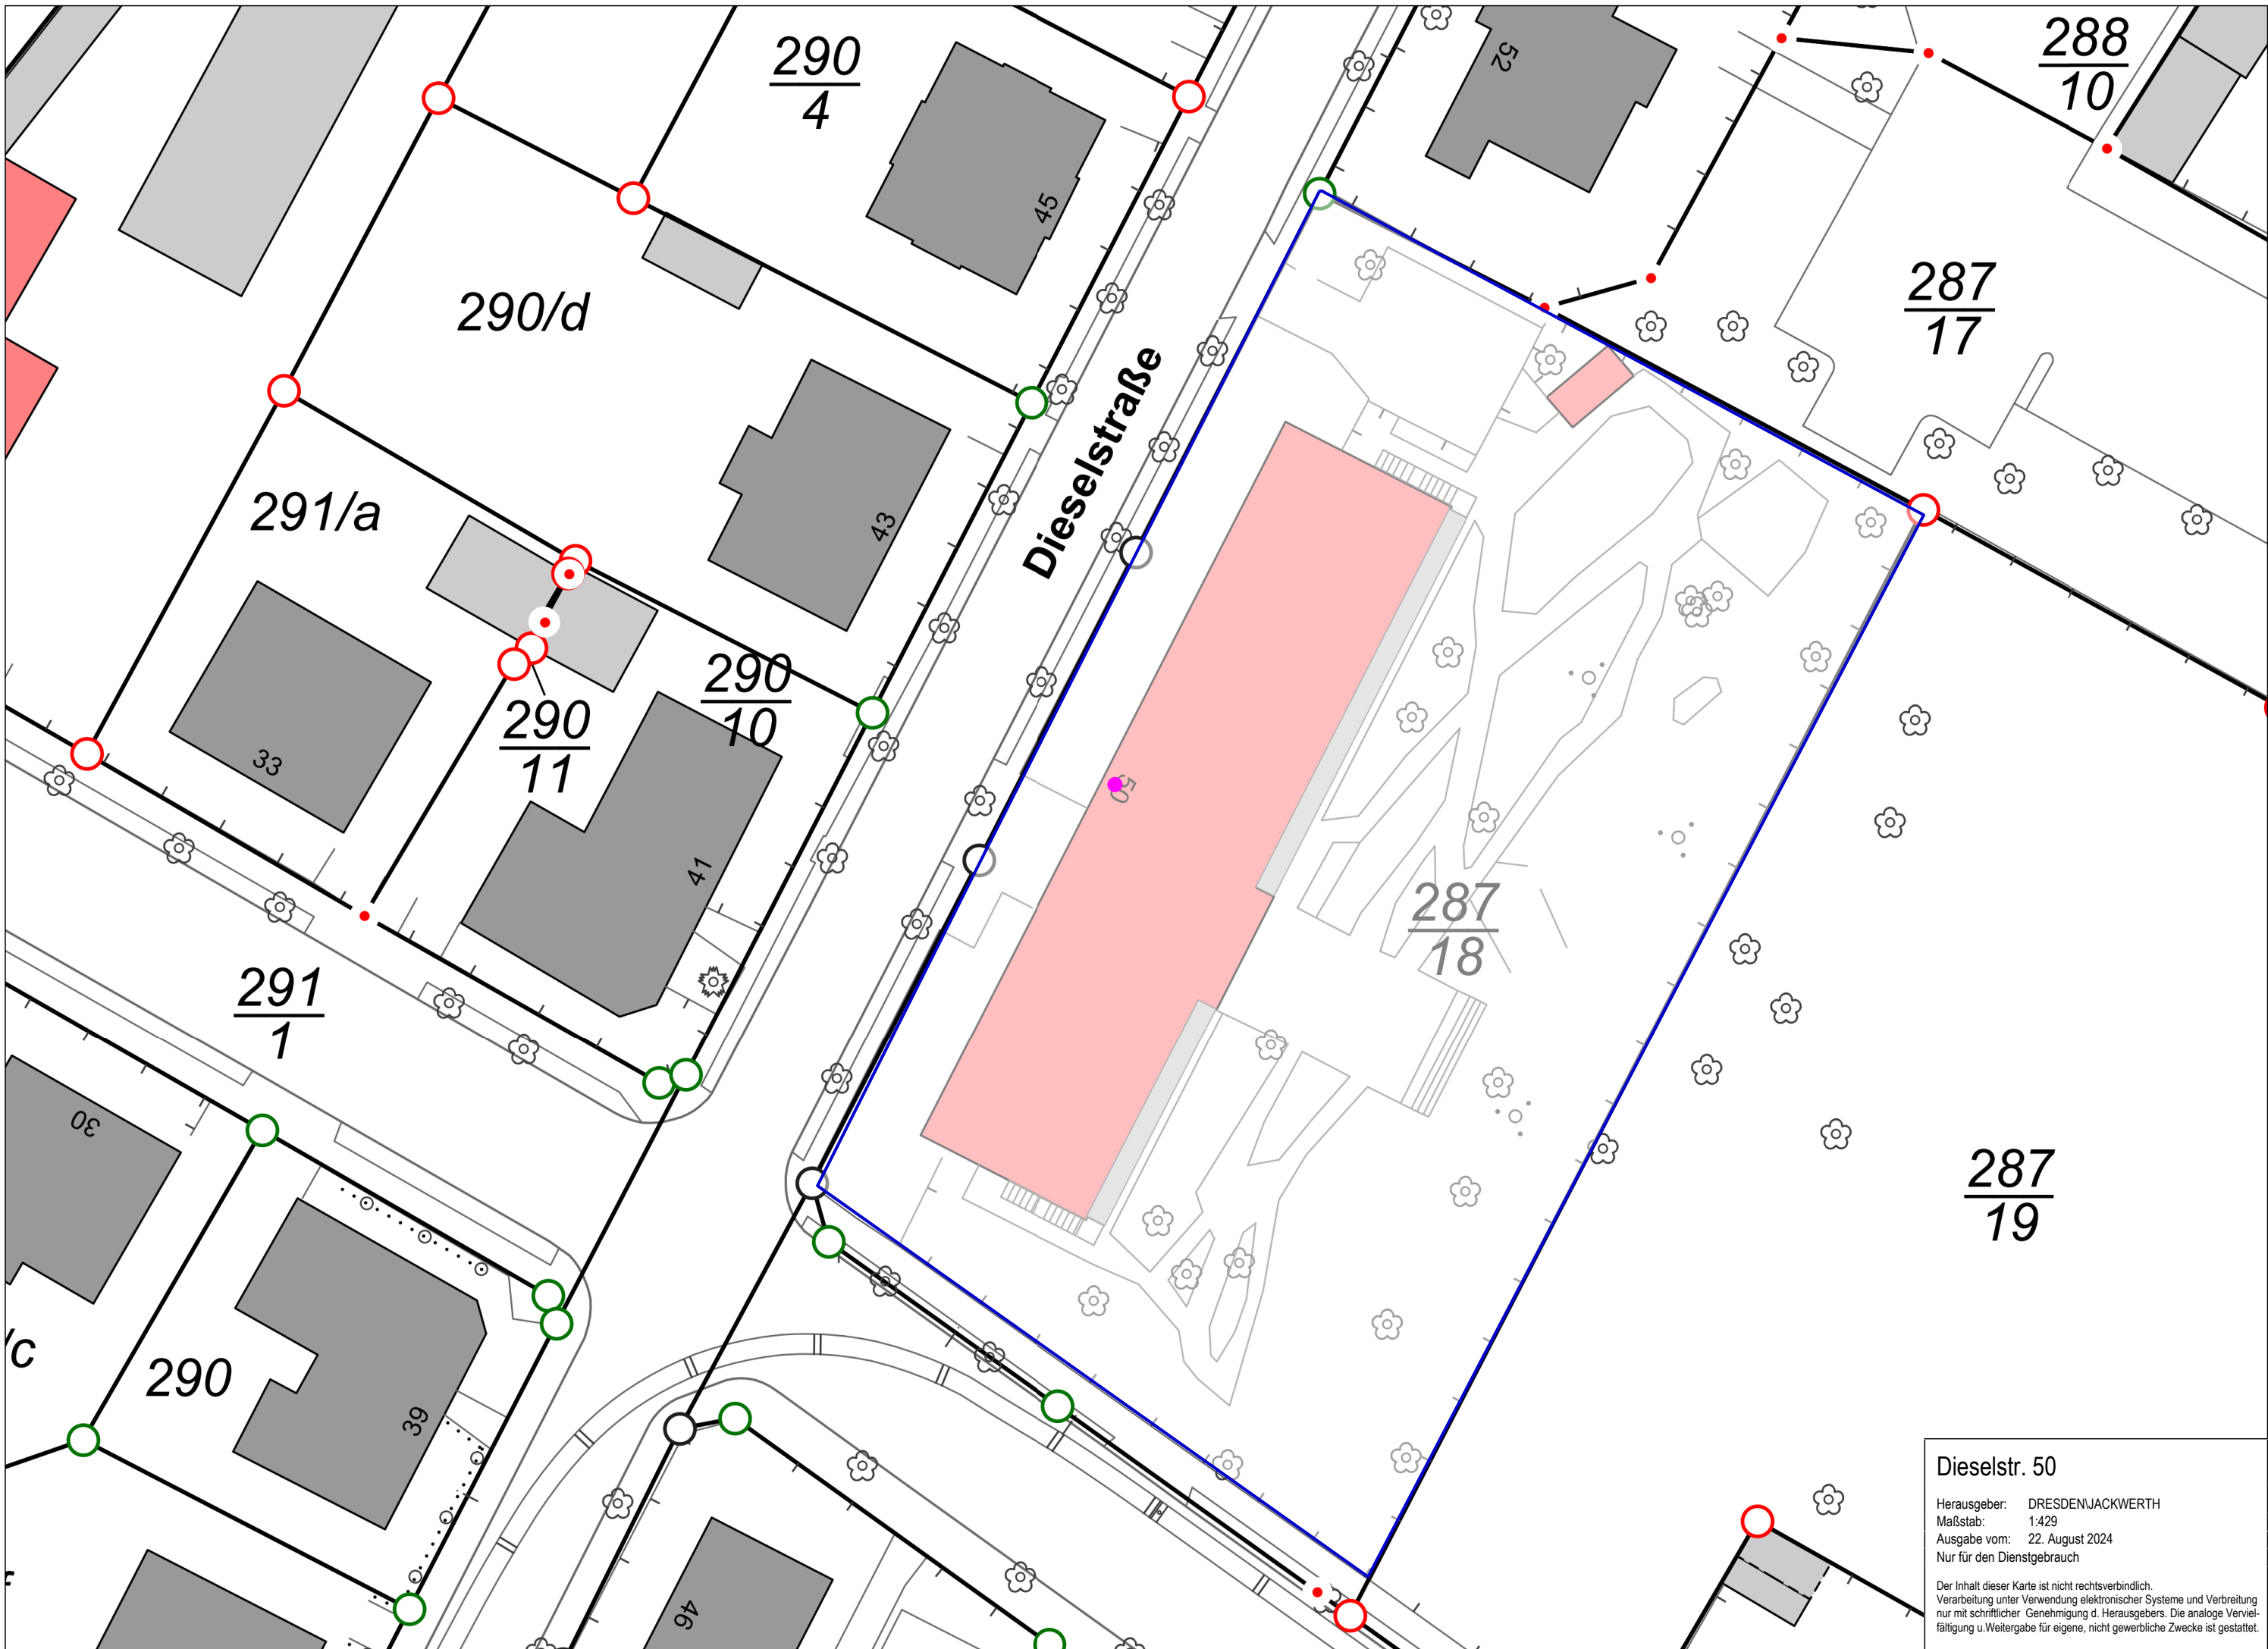 290
4
52
288
10
45
290/d
287
17
Dieselstraße
291/a
43
290
10
290
11
33
50
41
287
18
291
1
30
287
19
/c
290
39
46
f
Dieselstr. 50
Herausgeber: DRESDEN\JACKWERTH
Maßstab: 1:429
Ausgabe vom: 22. August 2024
Nur für den Dienstgebrauch
Der Inhalt dieser Karte ist nicht rechtsverbindlich.
Verarbeitung unter Verwendung elektronischer Systeme und Verbreitung
nur mit schriftlicher Genehmigung d. Herausgebers. Die analoge Verviel-
fältigung u.Weitergabe für eigene, nicht gewerbliche Zwecke ist gestattet.